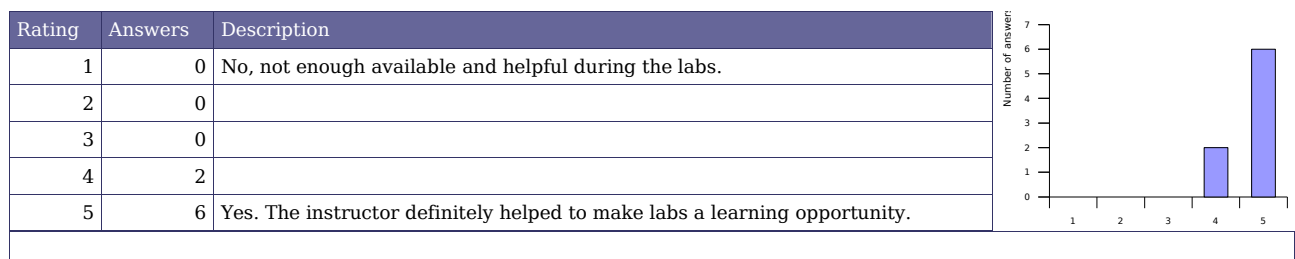 Rating Answers Description
1 0 No, not enough available and helpful during the labs.
2 0
3 0
4 2
5 6 Yes. The instructor definitely helped to make labs a learning opportunity.
Number of answers
7
6
5
4
3
2
1
0
1 2 3 4 5